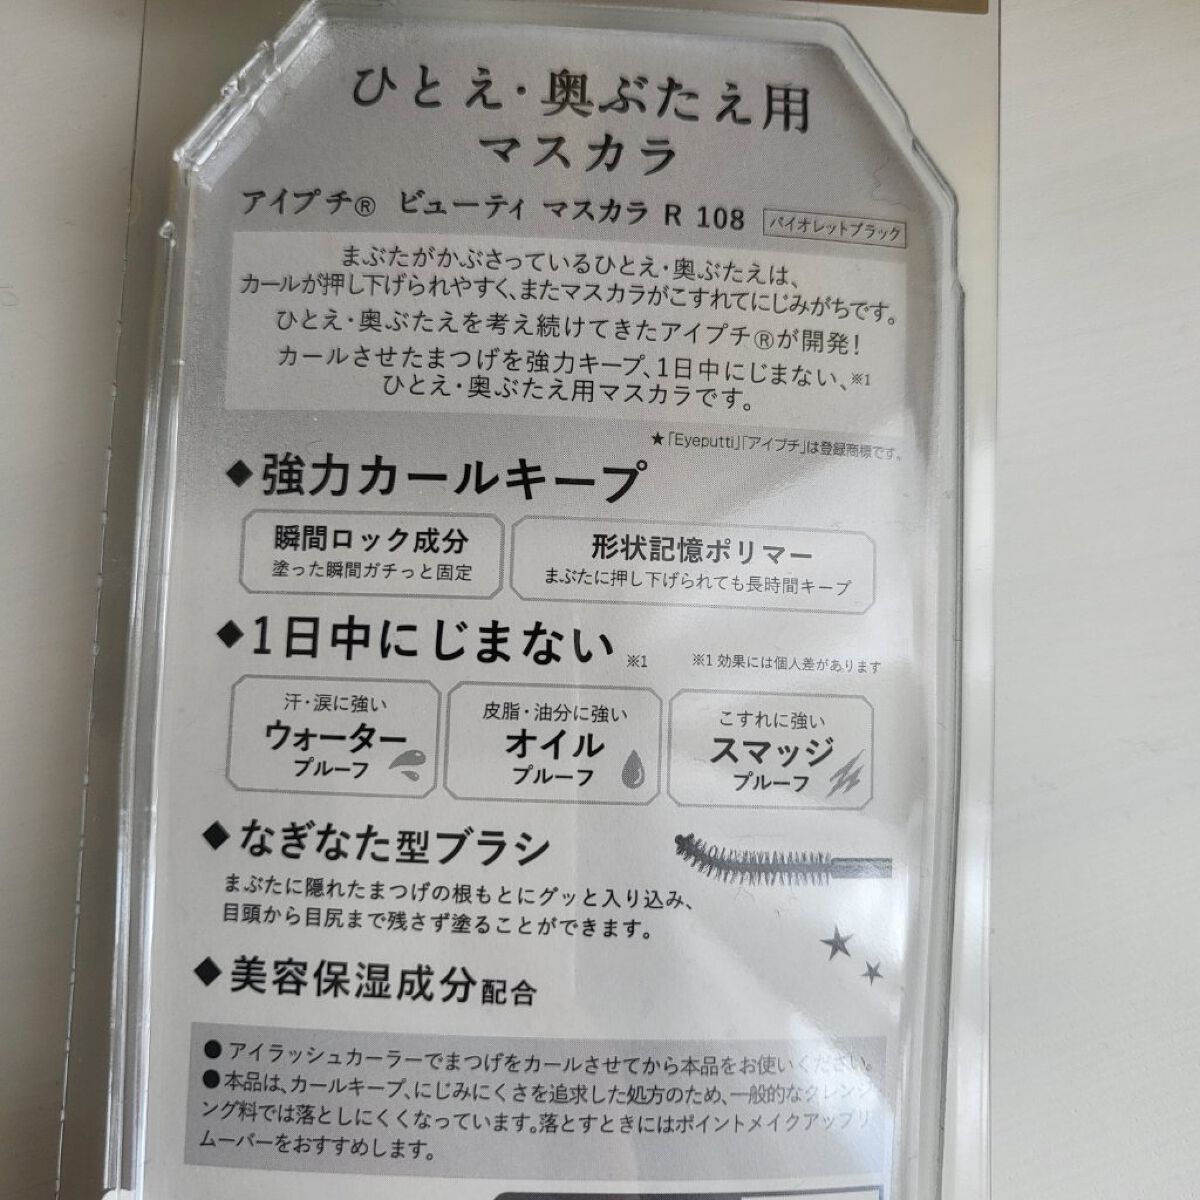 ひとえ・奥ぶたえ用
マスカラ
アイプチ® ビューティ マスカラ R 108 バイオレットブラック
まぶたがかぶさっているひとえ・奥ぶたえは、
カールが押し下げられやすく、またマスカラがこすれてにじみがちです。
ひとえ・奥ぶたえを考え続けてきたアイプチ®が開発!
カールさせたまつげを強力キープ、1日中にじまない、※1
ひとえ・奥ぶたえ用マスカラです。
★「Eyeputti」「アイプチ」は登録商標です。
◆強力カールキープ
瞬間ロック成分
塗った瞬間ガチっと固定
形状記憶ポリマー
まぶたに押し下げられても長時間キープ
◆1日中にじまない ※1
※1 効果には個人差があります
汗・涙に強い
ウォーター
プルーフ
皮脂・油分に強い
オイル
プルーフ
こすれに強い
スマッジ
プルーフ
◆なぎなた型ブラシ
まぶたに隠れたまつげの根もとにグッと入り込み、
目頭から目尻まで残さず塗ることができます。
◆美容保湿成分配合
●アイラッシュカーラーでまつげをカールさせてから本品をお使いください。
●本品は、カールキープ、にじみにくさを追求した処方のため、一般的なクレンジ
ング料では落としにくくなっています。落とすときにはポイントメイクアップリ
ムーバーをおすすめします。